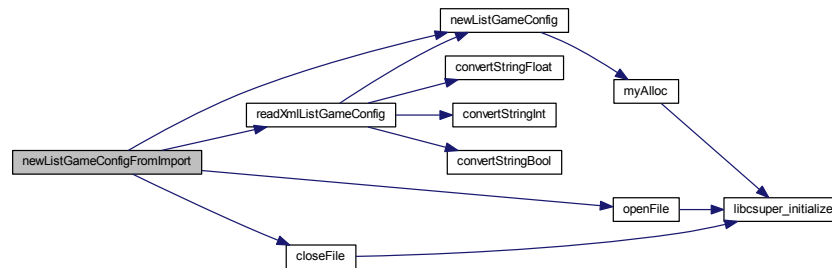 newListGameConfig
convertStringFloat
myAlloc
readXmlListGameConfig
convertStringInt
newListGameConfigFromImport
convertStringBool
openFile
libcsuper_initialize
closeFile